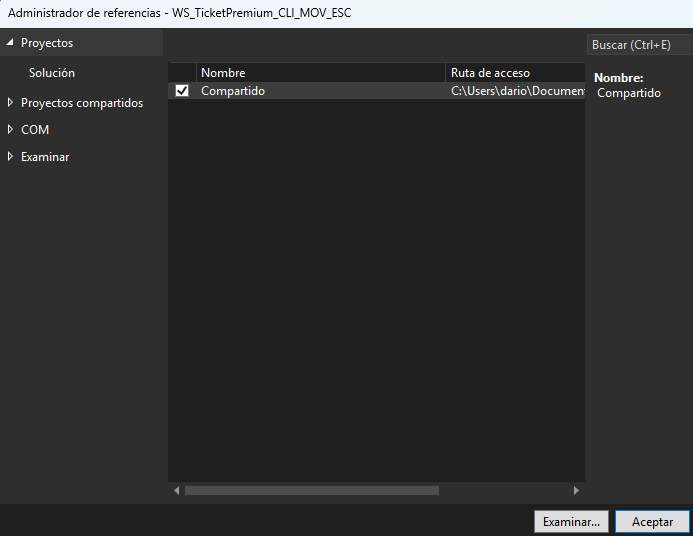 Administrador de referencias - WS_TicketPremium_CLI_MOV_ESC
Proyectos
Solución
Proyectos compartidos
COM
Examinar
Nombre
Ruta de acceso
Compartido
C:\Users\dario\Document
Buscar (Ctrl+E)
Nombre:
Compartido
Examinar...
Aceptar